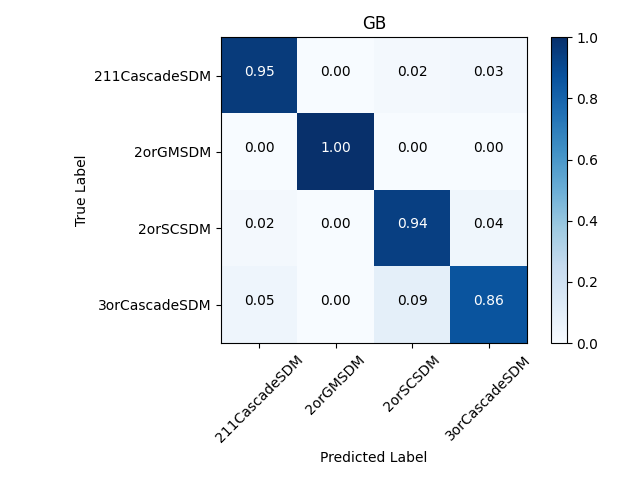 GB
True Label
211CascadeSDM 0.95 0.00 0.02 0.03
2orGMSDM 0.00 1.00 0.00 0.00
2orSCSDM 0.02 0.00 0.94 0.04
3orCascadeSDM 0.05 0.00 0.09 0.86
211CascadeSDM 2orGMSDM 2orSCSDM 3orCascadeSDM
Predicted Label
1.0
0.8
0.6
0.4
0.2
0.0